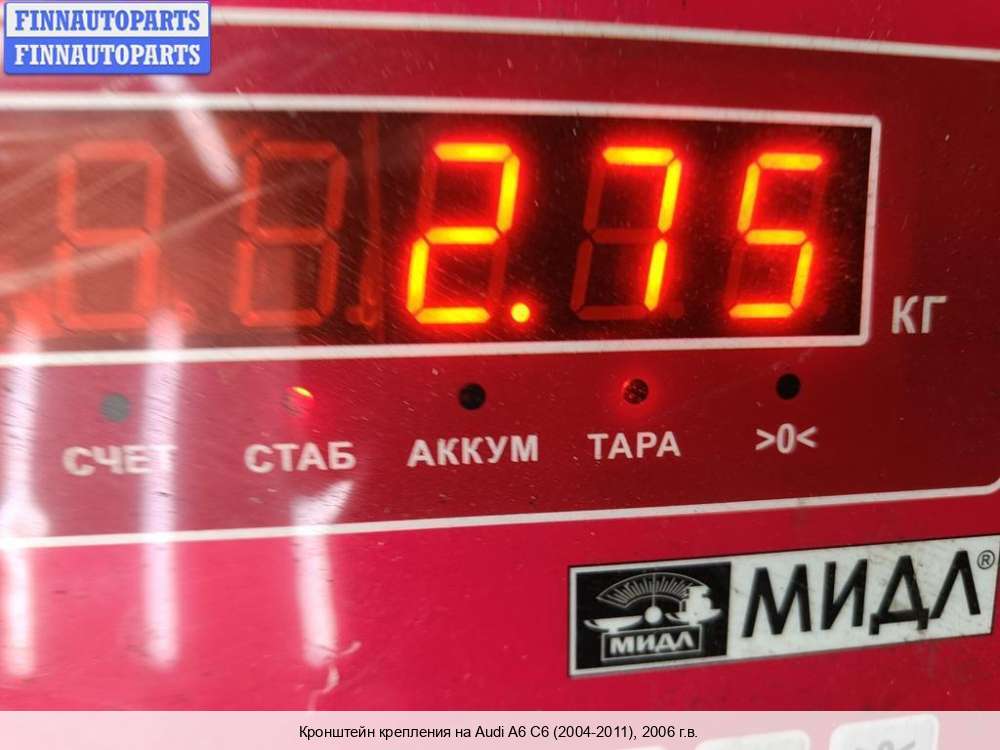 FINNAUTOPARTS
FINNAUTOPARTS
2.75
КГ
СЧЕТ СТАБ АККУМ ТАРА >0<
МИДЛ МИДЛ®
Кронштейн крепления на Audi A6 C6 (2004-2011), 2006 г.в.